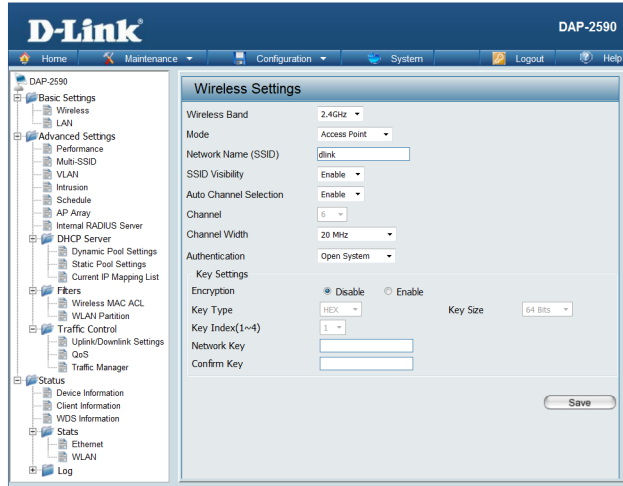 D-Link
DAP-2590
Home
Maintenance
Configuration
System
Logout
Help
DAP-2590
Basic Settings
Wireless
LAN
Advanced Settings
Performance
Multi-SSID
VLAN
Intrusion
Schedule
AP Array
Internal RADIUS Server
DHCP Server
Dynamic Pool Settings
Static Pool Settings
Current IP Mapping List
Filters
Wireless MAC ACL
WLAN Partition
Traffic Control
Uplink/Downlink Settings
QoS
Traffic Manager
Status
Device Information
Client Information
WDS Information
Stats
Ethernet
WLAN
Log
Wireless Settings
Wireless Band 2.4GHz
Mode Access Point
Network Name (SSID) dlink
SSID Visibility Enable
Auto Channel Selection Enable
Channel 6
Channel Width 20 MHz
Authentication Open System
Key Settings
Encryption Disable Enable
Key Type HEX Key Size 64 Bits
Key Index(1~4) 1
Network Key
Confirm Key
Save